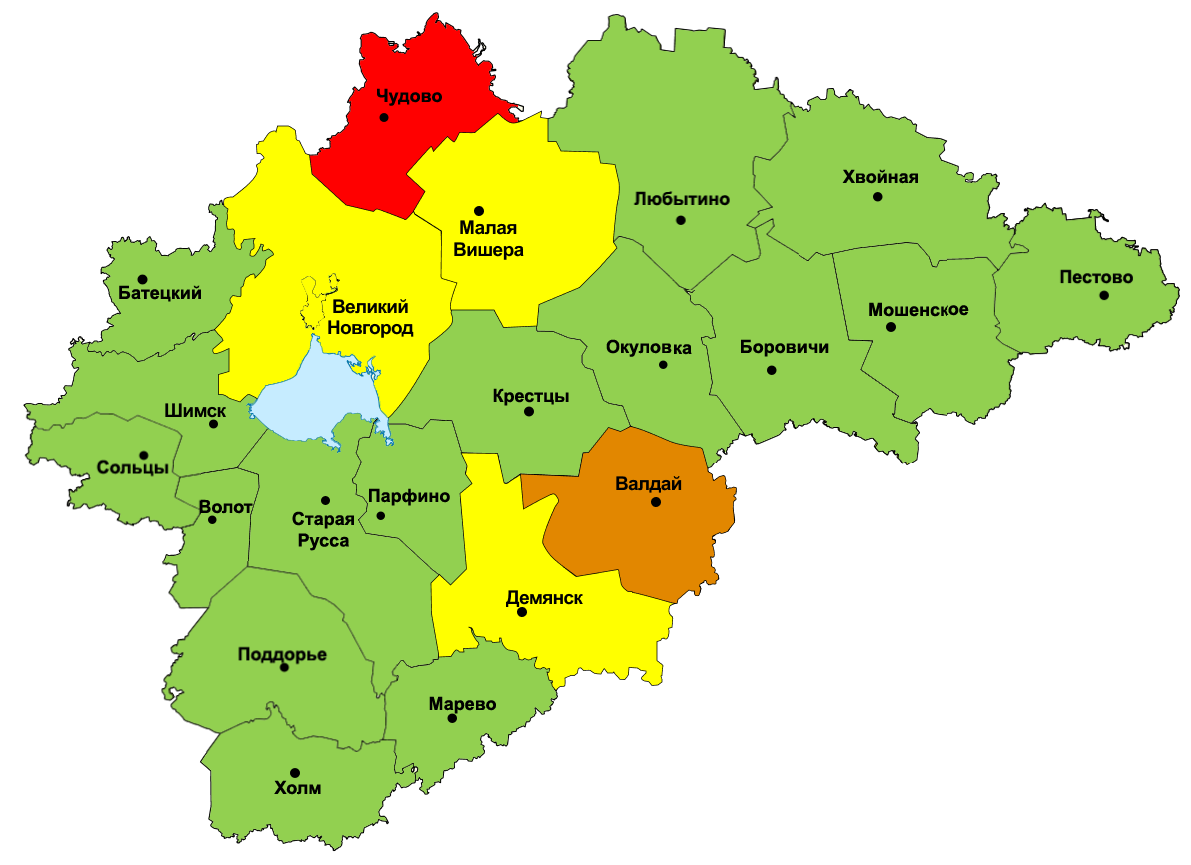 Чудово
Хвойная
Любытино
Малая
Вишера
Пестово
Батецкий
Великий
Новгород
Мошенское
Окуловка
Боровичи
Крестцы
Шимск
Сольцы
Валдай
Парфино
Волот
Старая
Русса
Демянск
Поддорье
Марево
Холм